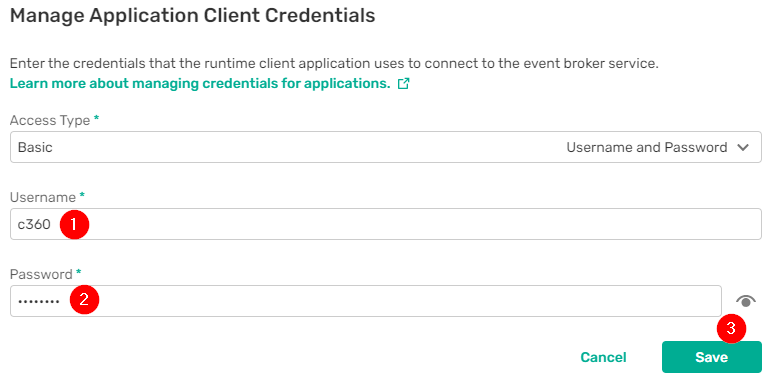 Manage Application Client Credentials
Enter the credentials that the runtime client application uses to connect to the event broker service.
Learn more about managing credentials for applications.
Access Type *
Basic Username and Password
Username *
c360 1
Password *
•••••••• 2
3
Cancel Save